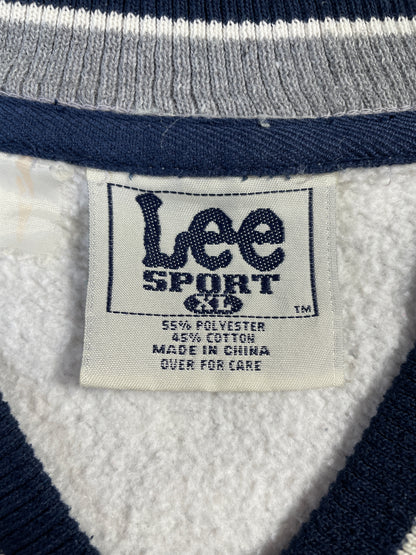 Lee
SPORT
XL
TM
55% POLYESTER
45% COTTON
MADE IN CHINA
OVER FOR CARE